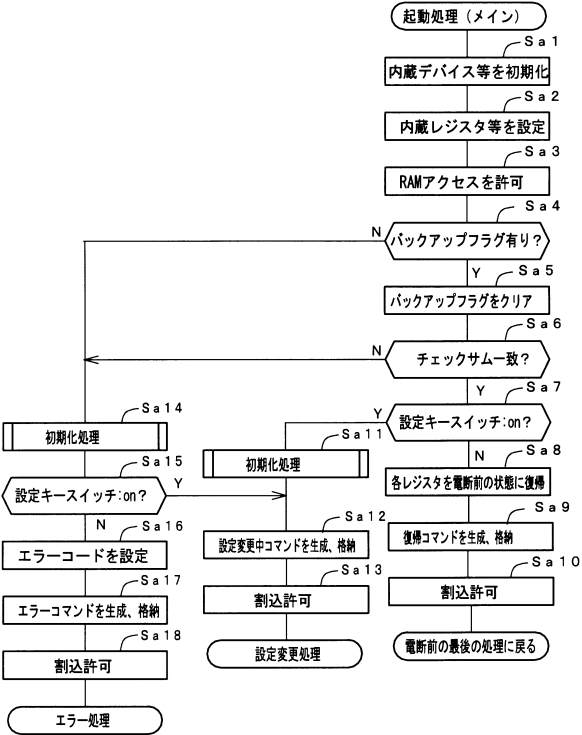 起動処理（メイン）
Ｓａ１
内蔵デバイス等を初期化
Ｓａ２
内蔵レジスタ等を設定
Ｓａ３
RAMアクセスを許可
Ｓａ４
バックアップフラグ有り？
N
Y
Ｓａ５
バックアップフラグをクリア
Ｓａ６
チェックサム一致？
N
Y
Ｓａ７
設定キースイッチ:on？
Y
N
Ｓａ８
各レジスタを電断前の状態に復帰
Ｓａ９
復帰コマンドを生成、格納
Ｓａ１０
割込許可
電断前の最後の処理に戻る
Ｓａ１１
初期化処理
Ｓａ１２
設定変更中コマンドを生成、格納
Ｓａ１３
割込許可
設定変更処理
Ｓａ１４
初期化処理
Ｓａ１５
設定キースイッチ:on？
Y
N
Ｓａ１６
エラーコードを設定
Ｓａ１７
エラーコマンドを生成、格納
Ｓａ１８
割込許可
エラー処理